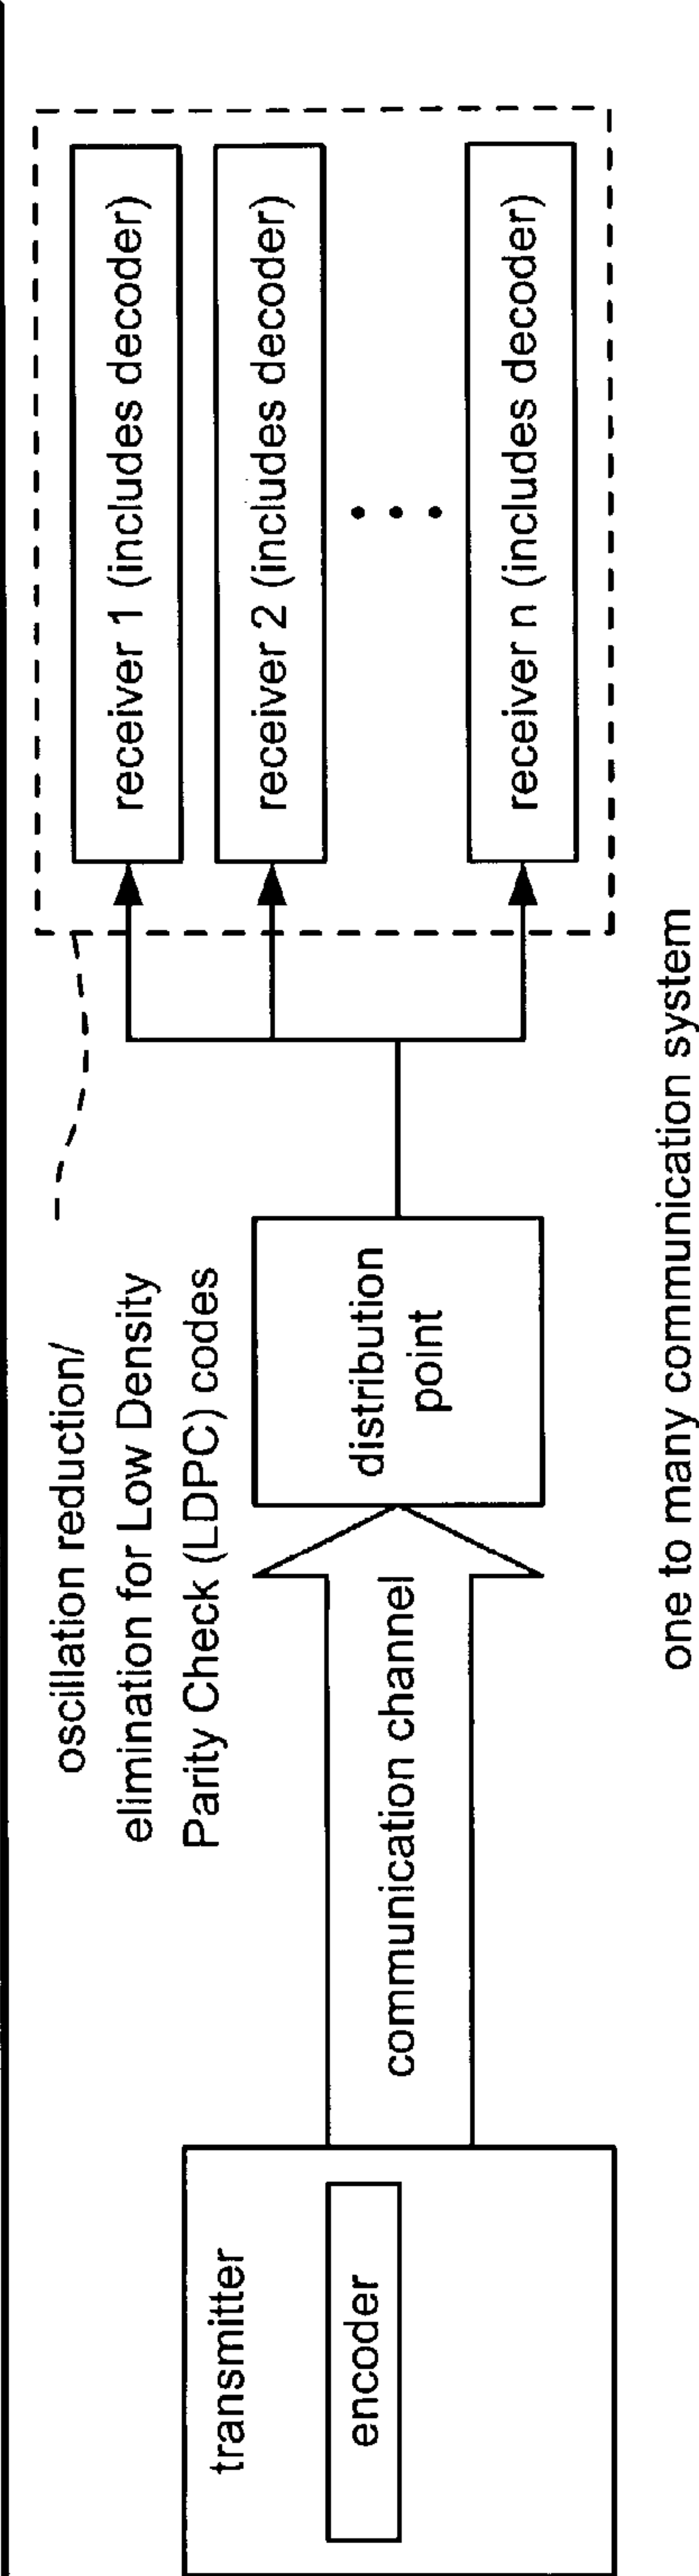 transmitter
encoder
communication channel
oscillation reduction/
elimination for Low Density
Parity Check (LDPC) codes
distribution
point
receiver 1 (includes decoder)
receiver 2 (includes decoder)
receiver n (includes decoder)
one to many communication system